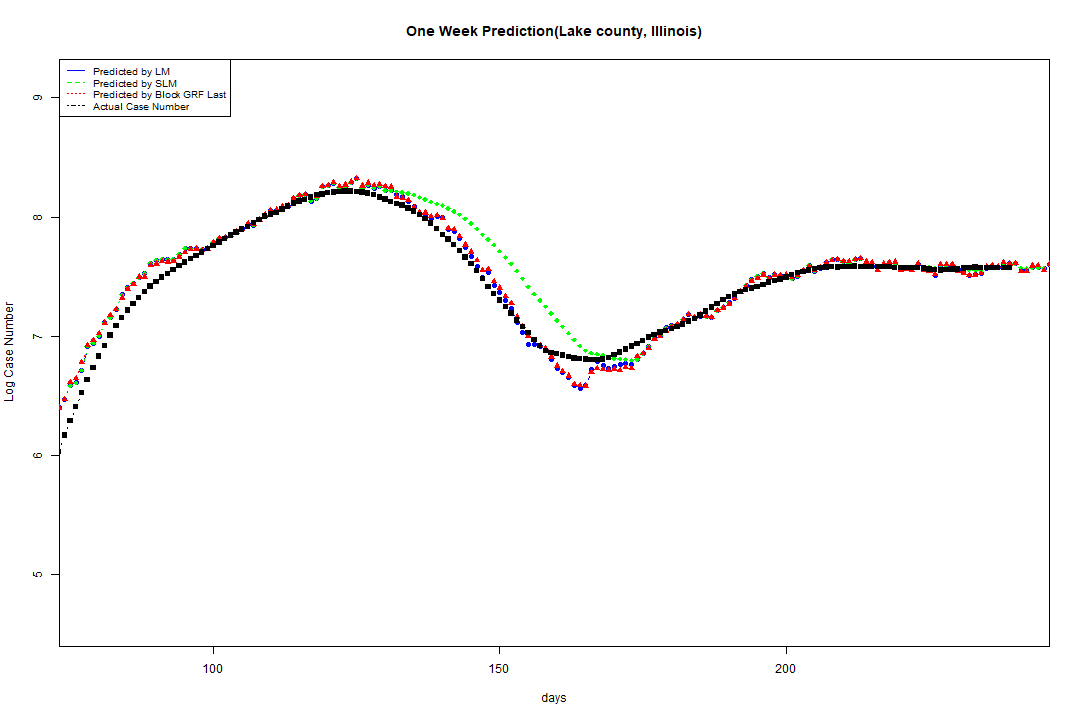 One Week Prediction(Lake county, Illinois)
Predicted by LM
Predicted by SLM
Predicted by Block GRF Last
Actual Case Number
9
8
7
6
5
Log Case Number
100 150 200
days